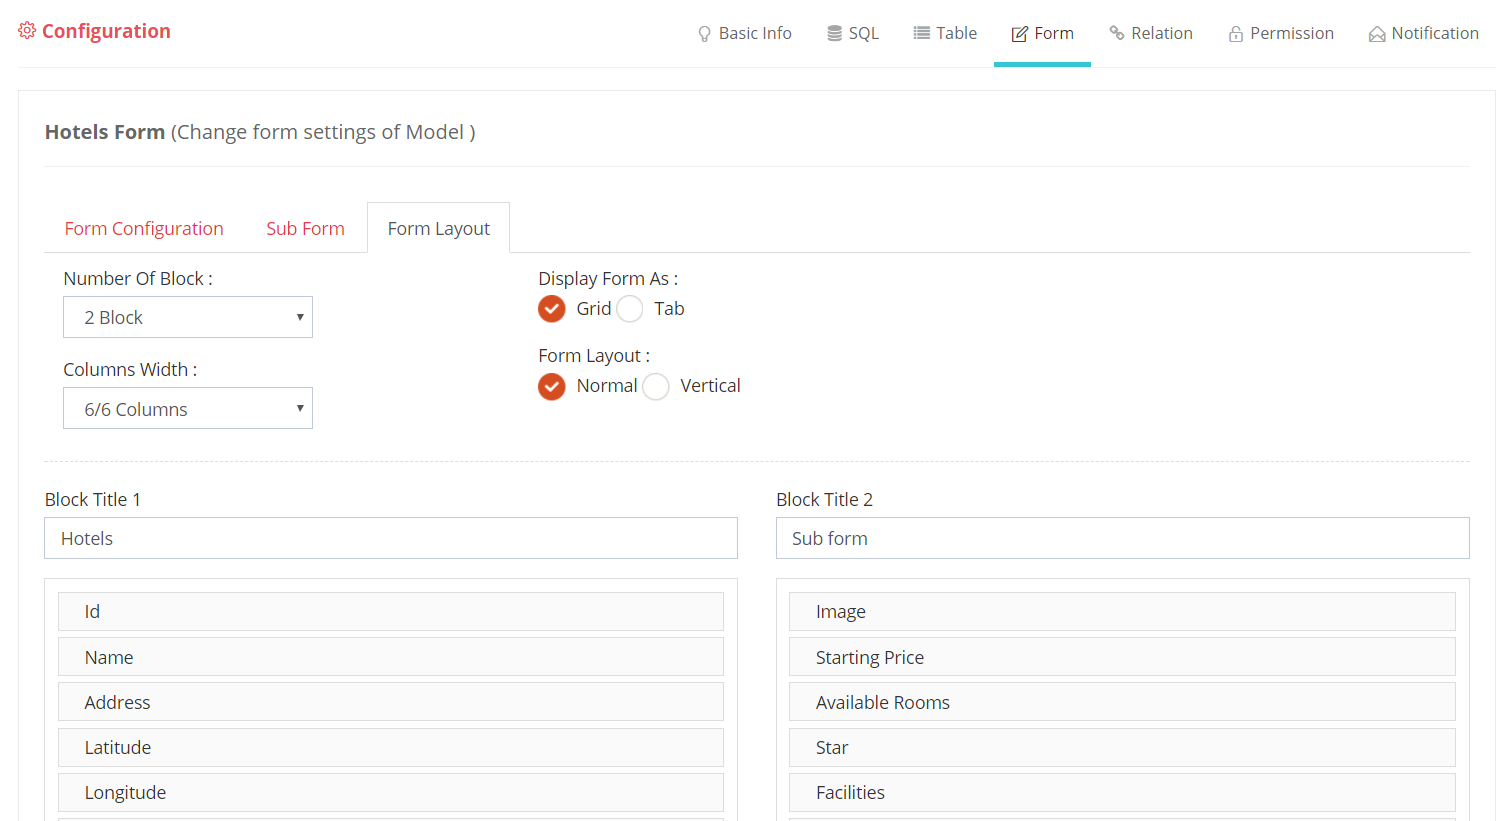 Configuration
Basic Info
SQL
Table
Form
Relation
Permission
Notification
Hotels Form (Change form settings of Model )
Form Configuration
Sub Form
Form Layout
Number Of Block :
2 Block
Columns Width :
6/6 Columns
Display Form As :
Grid
Tab
Form Layout :
Normal
Vertical
Block Title 1
Hotels
Id
Name
Address
Latitude
Longitude
Block Title 2
Sub form
Image
Starting Price
Available Rooms
Star
Facilities